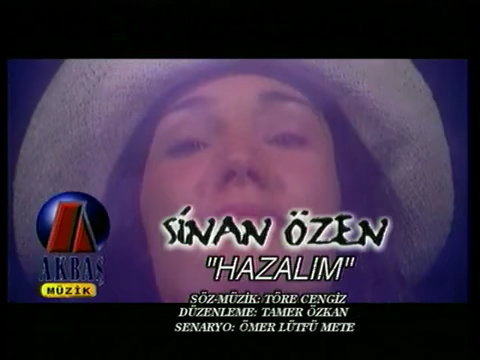 SİNAN ÖZEN
"HAZALIM"
AKBAŞ
MÜZİK
SÖZ-MÜZİK: TÖRE CENGİZ
DÜZENLEME: TAMER ÖZKAN
SENARYO: ÖMER LÜTFÜ METE